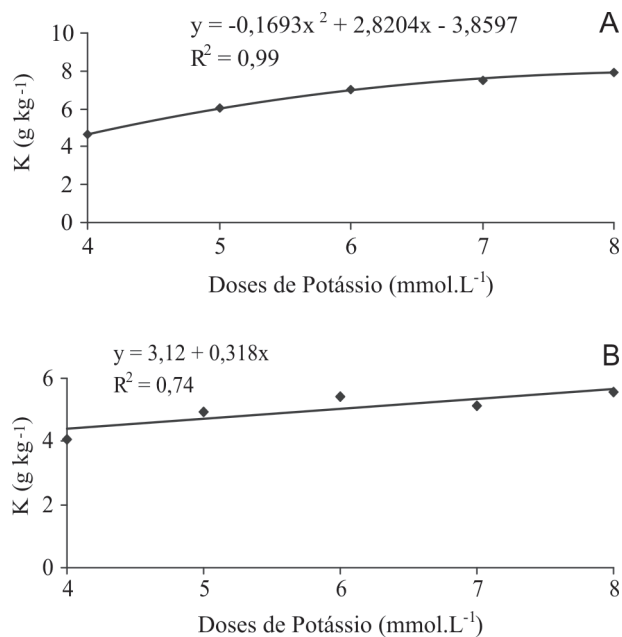 y = -0,1693x² + 2,8204x - 3,8597
A
R² = 0,99
10
8
6
4
2
0
K (g kg⁻¹)
4 5 6 7 8
Doses de Potássio (mmol.L⁻¹)
y = 3,12 + 0,318x
B
R² = 0,74
6
4
2
0
K (g kg⁻¹)
4 5 6 7 8
Doses de Potássio (mmol.L⁻¹)